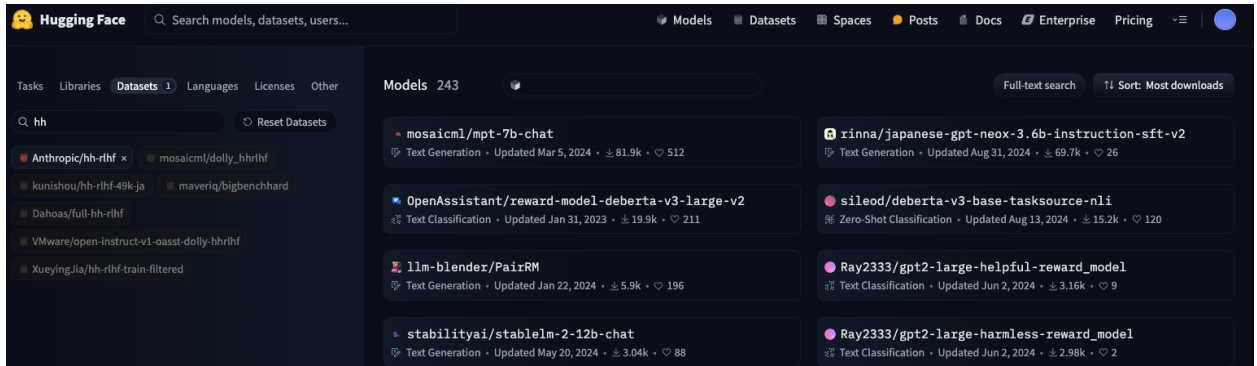 Hugging Face
Search models, datasets, users...
Models
Datasets
Spaces
Posts
Docs
Enterprise
Pricing
Tasks
Libraries
Datasets 1
Languages
Licenses
Other
hh
Reset Datasets
Anthropic/hh-rlhf ×
mosaicml/dolly_hhrlhf
kunishou/hh-rlhf-49k-ja
maveriq/bigbenchhard
Dahoas/full-hh-rlhf
VMware/open-instruct-v1-oasst-dolly-hhrlhf
XueyingJia/hh-rlhf-train-filtered
Models 243
Full-text search
Sort: Most downloads
mosaicml/mpt-7b-chat
Text Generation • Updated Mar 5, 2024 • 81.9k • 512
rinna/japanese-gpt-neox-3.6b-instruction-sft-v2
Text Generation • Updated Aug 31, 2024 • 69.7k • 26
OpenAssistant/reward-model-deberta-v3-large-v2
Text Classification • Updated Jan 31, 2023 • 19.9k • 211
sileod/deberta-v3-base-tasksource-nli
Zero-Shot Classification • Updated Aug 13, 2024 • 15.2k • 120
llm-blender/PairRM
Text Generation • Updated Jan 22, 2024 • 5.9k • 196
Ray2333/gpt2-large-helpful-reward_model
Text Classification • Updated Jun 2, 2024 • 3.16k • 9
stabilityai/stablelm-2-12b-chat
Text Generation • Updated May 20, 2024 • 3.04k • 88
Ray2333/gpt2-large-harmless-reward_model
Text Classification • Updated Jun 2, 2024 • 2.98k • 2